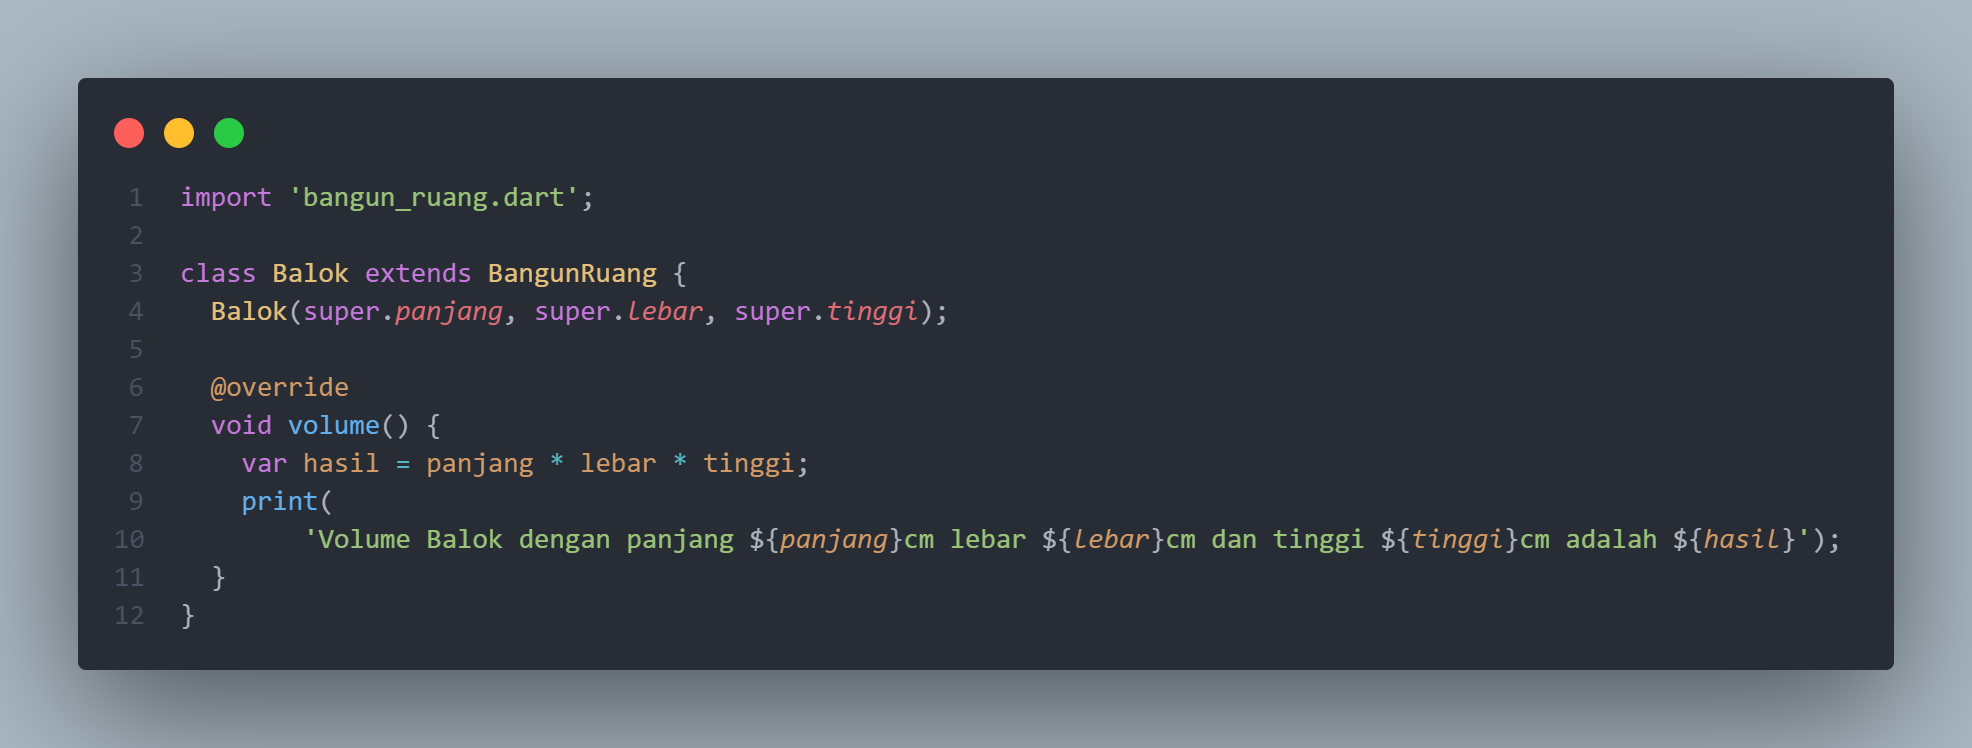 1 import 'bangun_ruang.dart';
2
3 class Balok extends BangunRuang {
4   Balok(super.panjang, super.lebar, super.tinggi);
5
6   @override
7   void volume() {
8     var hasil = panjang * lebar * tinggi;
9     print(
10         'Volume Balok dengan panjang ${panjang}cm lebar ${lebar}cm dan tinggi ${tinggi}cm adalah ${hasil}');
11   }
12 }